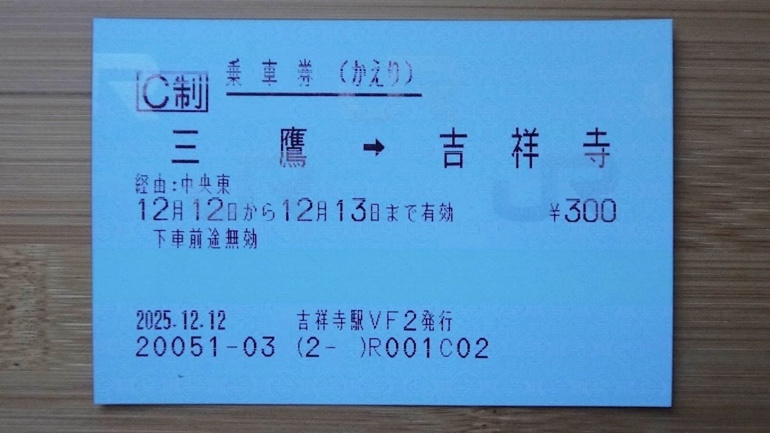 C制 乗車券(かえり)
三鷹 → 吉祥寺
経由:中央東
12月12日から12月13日まで有効 ¥300
下車前途無効
2025.12.12 吉祥寺駅VF2発行
20051-03 (2- )R001C02